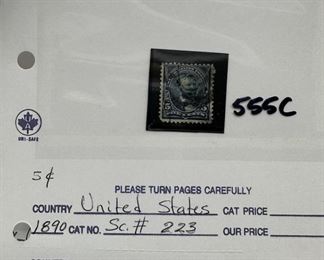 555C
UNI-SAFE
5¢
PLEASE TURN PAGES CAREFULLY
COUNTRY United States CAT PRICE
1890 CAT NO. Sc. # 223 OUR PRICE